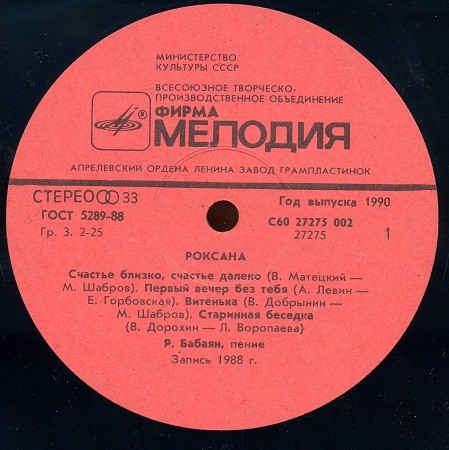 МИНИСТЕРСТВО
КУЛЬТУРЫ СССР
ВСЕСОЮЗНОЕ ТВОРЧЕСКО-
ПРОИЗВОДСТВЕННОЕ ОБЪЕДИНЕНИЕ
® ФИРМА
МЕЛОДИЯ
АПРЕЛЕВСКИЙ ОРДЕНА ЛЕНИНА ЗАВОД ГРАМПЛАСТИНОК
СТЕРЕО 33
ГОСТ 5289-88
Гр. 3. 2-25
Год выпуска 1990
С60 27275 002
27275 1
РОКСАНА
Счастье близко, счастье далеко (В. Матецкий —
М. Шабров). Первый вечер без тебя (А. Левин —
Е. Горбовская). Витенька (В. Добрынин —
М. Шабров). Старинная беседка
(В. Дорохин — Л. Воропаева)
Р. Бабаян, пение
Запись 1988 г.